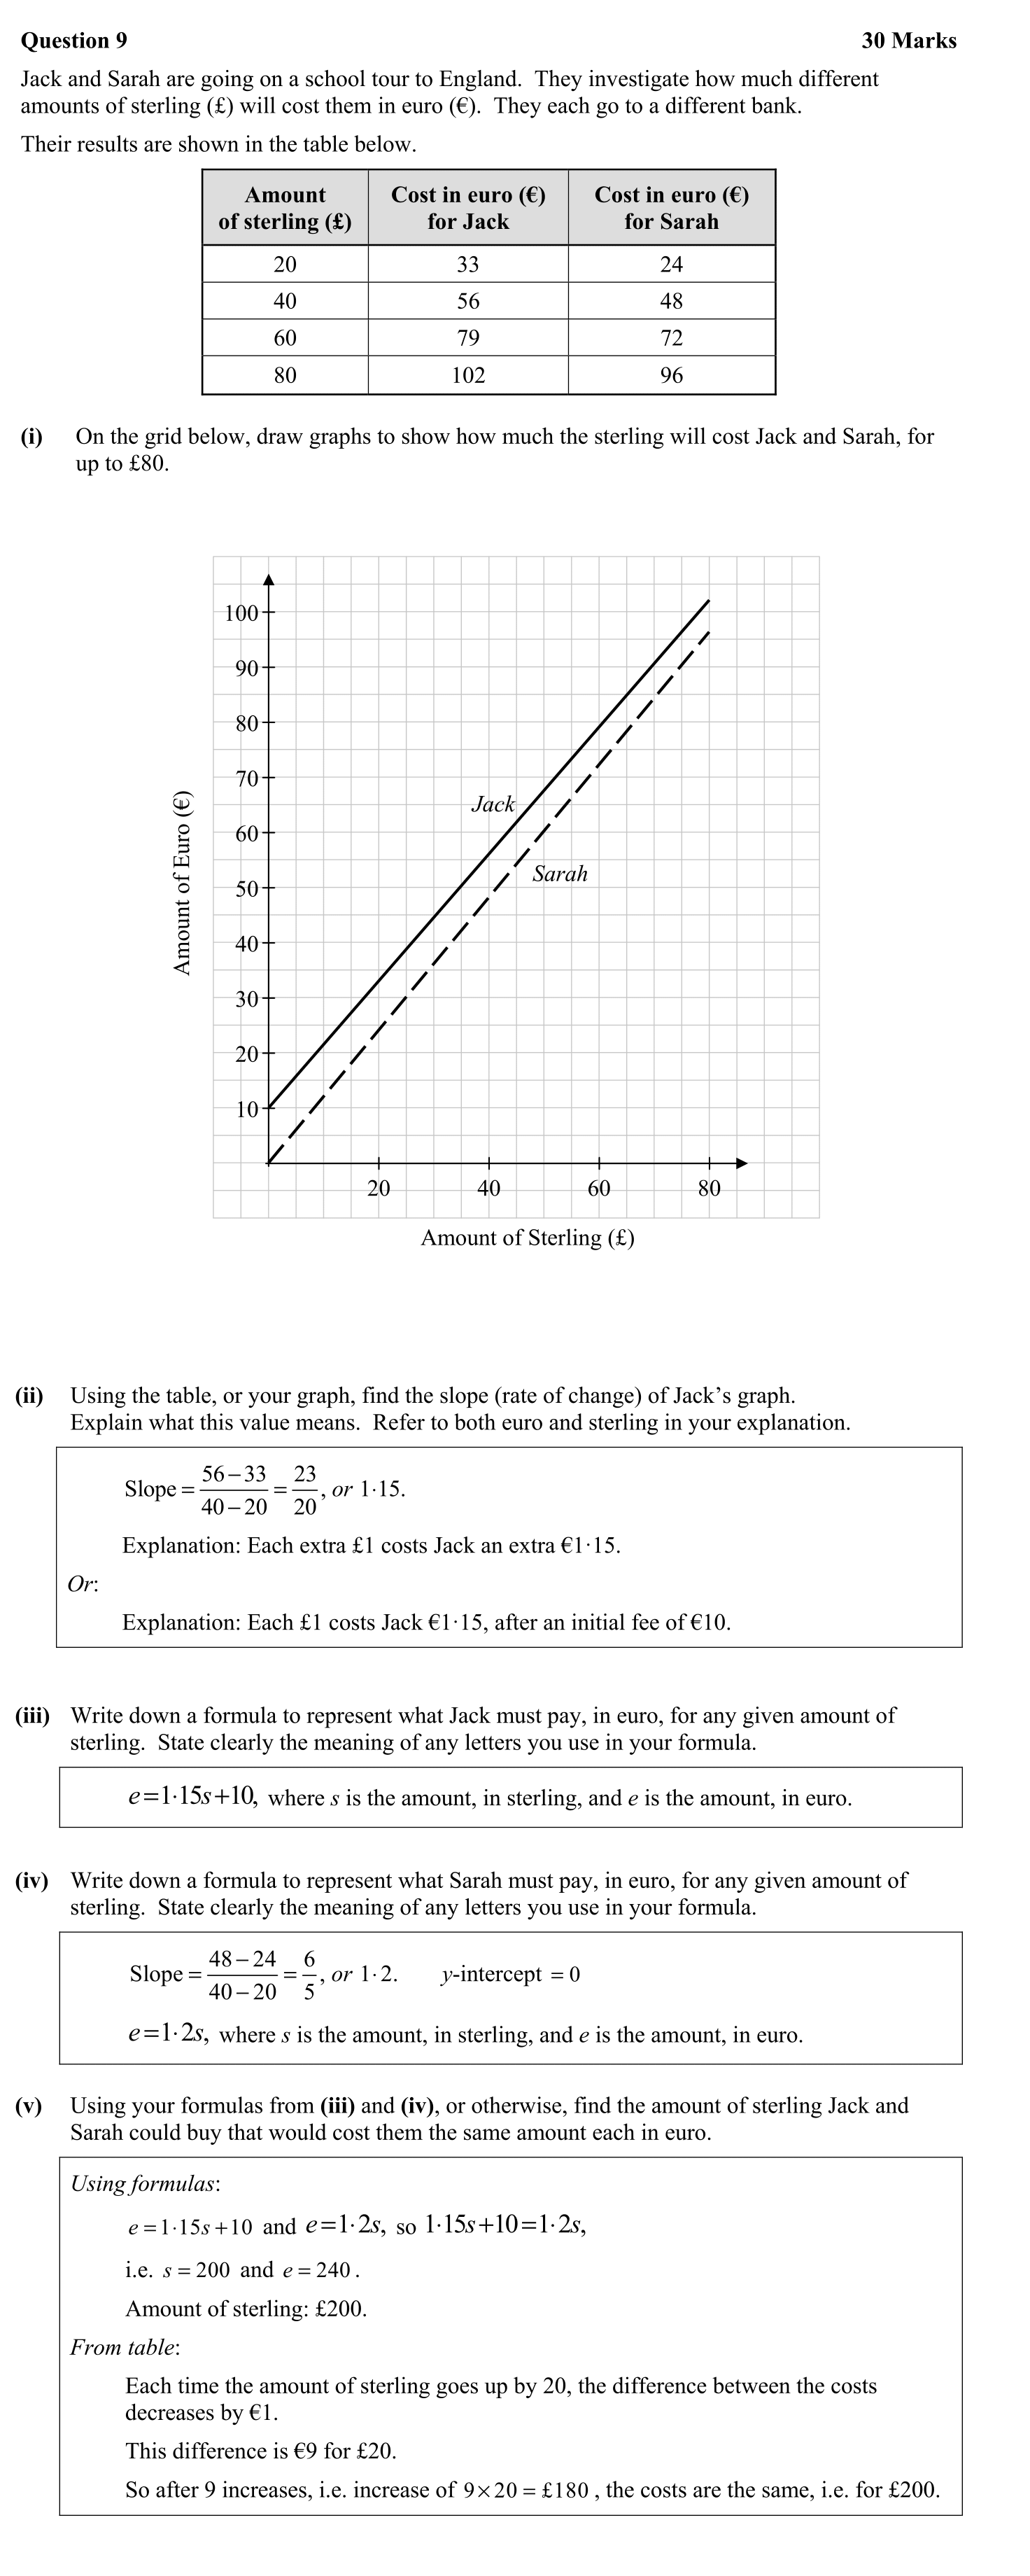 Question 9 30 Marks
Jack and Sarah are going on a school tour to England. They investigate how much different
amounts of sterling (£) will cost them in euro (€). They each go to a different bank.
Their results are shown in the table below.
Amount
of sterling (£)
Cost in euro (€)
for Jack
Cost in euro (€)
for Sarah
20 33 24
40 56 48
60 79 72
80 102 96
(i) On the grid below, draw graphs to show how much the sterling will cost Jack and Sarah, for
up to £80.
100
90
80
70
Jack
60
Sarah
50
40
30
20
10
Amount of Euro (€)
20 40 60 80
Amount of Sterling (£)
(ii) Using the table, or your graph, find the slope (rate of change) of Jack’s graph.
Explain what this value means. Refer to both euro and sterling in your explanation.
Slope = (56 – 33)/(40 – 20) = 23/20, or 1·15.
Explanation: Each extra £1 costs Jack an extra €1·15.
Or:
Explanation: Each £1 costs Jack €1·15, after an initial fee of €10.
(iii) Write down a formula to represent what Jack must pay, in euro, for any given amount of
sterling. State clearly the meaning of any letters you use in your formula.
e=1·15s+10, where s is the amount, in sterling, and e is the amount, in euro.
(iv) Write down a formula to represent what Sarah must pay, in euro, for any given amount of
sterling. State clearly the meaning of any letters you use in your formula.
Slope = (48 – 24)/(40 – 20) = 6/5, or 1·2. y-intercept = 0
e=1·2s, where s is the amount, in sterling, and e is the amount, in euro.
(v) Using your formulas from (iii) and (iv), or otherwise, find the amount of sterling Jack and
Sarah could buy that would cost them the same amount each in euro.
Using formulas:
e = 1·15s + 10 and e=1·2s, so 1·15s+10=1·2s,
i.e. s = 200 and e = 240.
Amount of sterling: £200.
From table:
Each time the amount of sterling goes up by 20, the difference between the costs
decreases by €1.
This difference is €9 for £20.
So after 9 increases, i.e. increase of 9×20 = £180, the costs are the same, i.e. for £200.